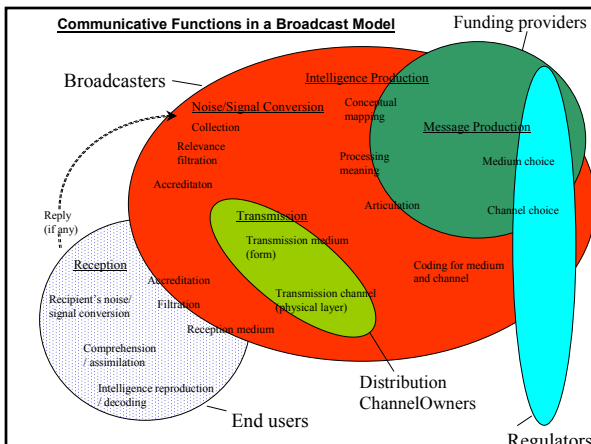 Communicative Functions in a Broadcast Model
Funding providers
Broadcasters
Intelligence Production
Noise/Signal Conversion
Conceptual
mapping
Collection
Message Production
Relevance
filtration
Processing
meaning
Medium choice
Accreditaton
Articulation
Channel choice
Transmission
Reply
(if any)
Transmission medium
(form)
Reception
Coding for medium
and channel
Accreditation
Transmission channel
(physical layer)
Recipient's noise/
signal conversion
Filtration
Reception medium
Comprehension
/ assimilation
Intelligence reproduction
/ decoding
Distribution
ChannelOwners
End users
Regulators